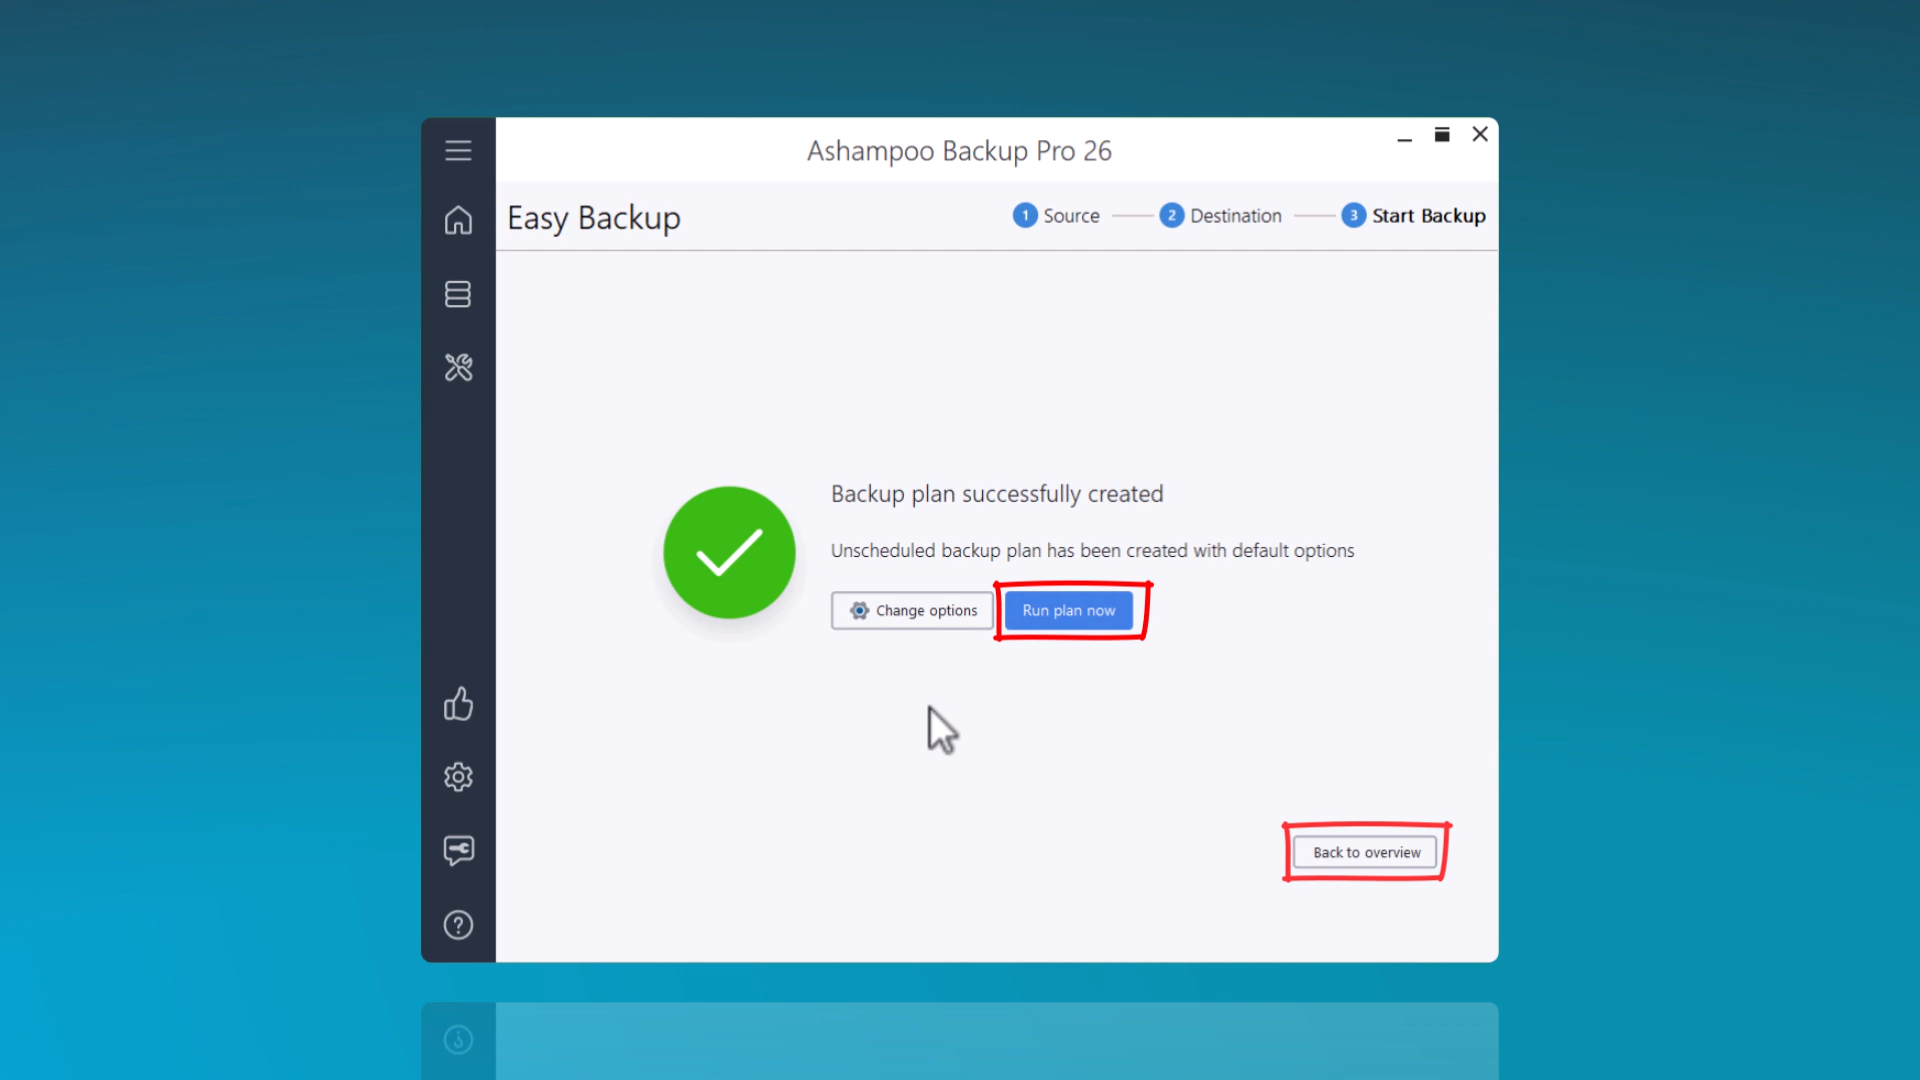 Ashampoo Backup Pro 26
Easy Backup
1 Source 2 Destination 3 Start Backup
Backup plan successfully created
Unscheduled backup plan has been created with default options
Change options Run plan now
Back to overview